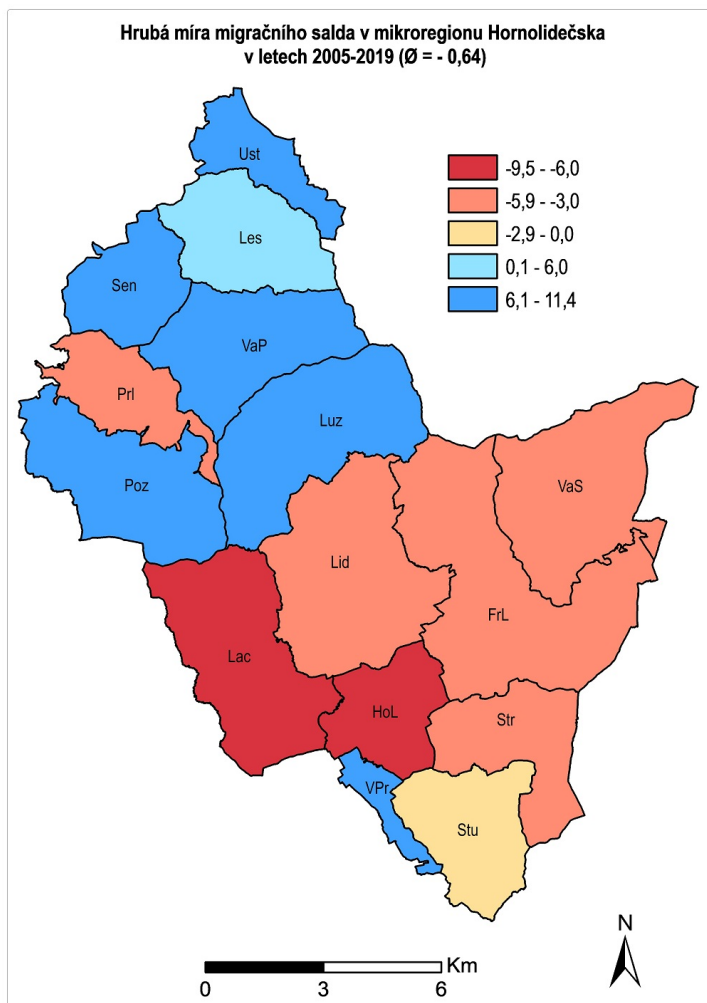 Hrubá míra migračního salda v mikroregionu Hornolidečska
v letech 2005-2019 (Ø = - 0,64)
Ust
-9,5 - -6,0
-5,9 - -3,0
-2,9 - 0,0
0,1 - 6,0
6,1 - 11,4
Les
Sen
VaP
Prl
Luz
Poz
VaS
Lid
FrL
Lac
HoL
Str
VPr
Stu
N
Km
0 3 6